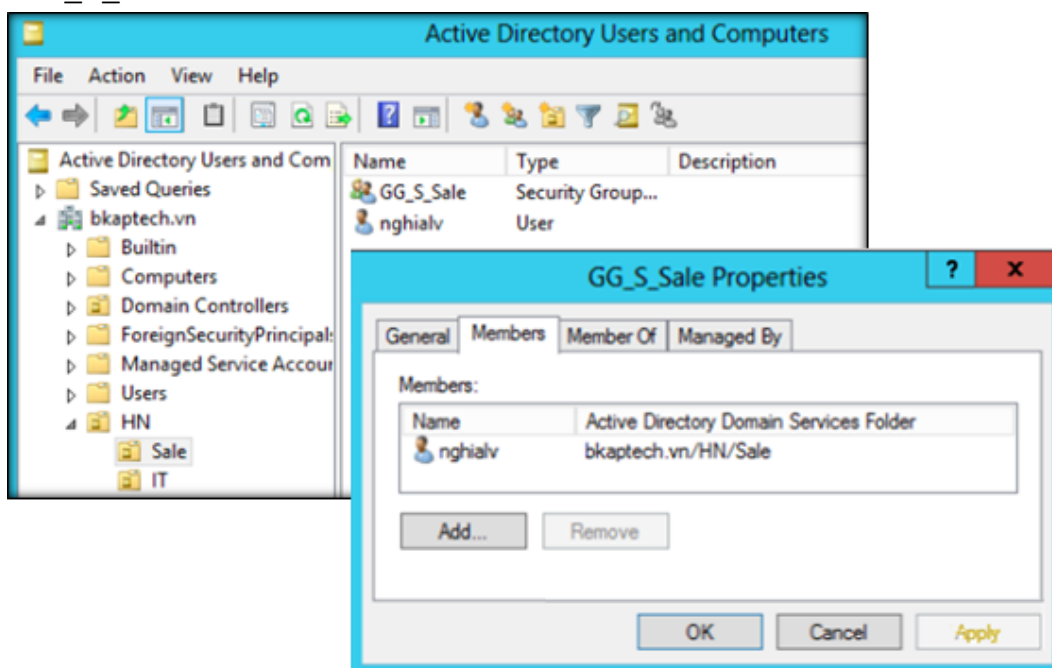 Active Directory Users and Computers
File Action View Help
Active Directory Users and Com
Name Type Description
Saved Queries
GG_S_Sale Security Group...
bkaptech.vn
nghialv User
Builtin
Computers
Domain Controllers
ForeignSecurityPrincipals
Managed Service Accour
Users
HN
Sale
IT
GG_S_Sale Properties
? x
General Members Member Of Managed By
Members:
Name Active Directory Domain Services Folder
nghialv bkaptech.vn/HN/Sale
Add... Remove
OK Cancel Apply